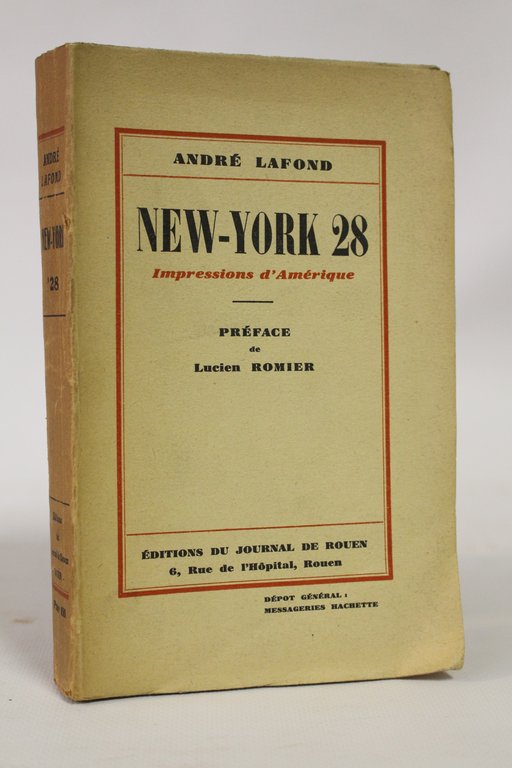 ANDRÉ LAFOND
NEW-YORK 28
Impressions d'Amérique
PRÉFACE
de
Lucien ROMIER
ÉDITIONS DU JOURNAL DE ROUEN
6, Rue de l'Hôpital, Rouen
DÉPOT GÉNÉRAL :
MESSAGERIES HACHETTE
ANDRÉ
LAFOND
NEW-YORK
'28